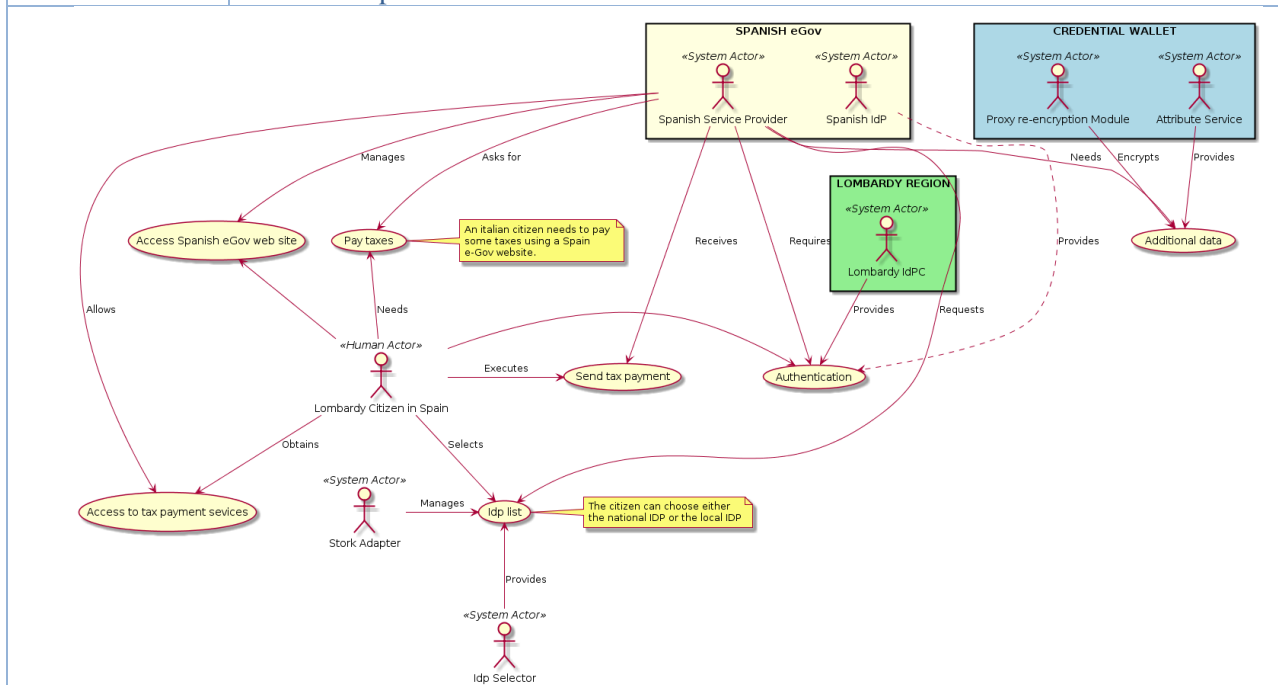 SPANISH eGov
CREDENTIAL WALLET
«System Actor»
«System Actor»
«System Actor»
«System Actor»
Spanish Service Provider
Spanish IdP
Proxy re-encryption Module
Attribute Service
Manages
Asks for
Needs
Encrypts
Provides
LOMBARDY REGION
«System Actor»
Lombardy IdPC
Access Spanish eGov web site
Pay taxes
An italian citizen needs to pay
some taxes using a Spain
e-Gov website.
Receives
Requires
Provides
Additional data
Allows
Needs
Provides
Requests
«Human Actor»
Lombardy Citizen in Spain
Executes
Send tax payment
Authentication
Obtains
Selects
«System Actor»
Stork Adapter
Manages
Access to tax payment sevices
Idp list
The citizen can choose either
the national IDP or the local IDP
Provides
«System Actor»
Idp Selector